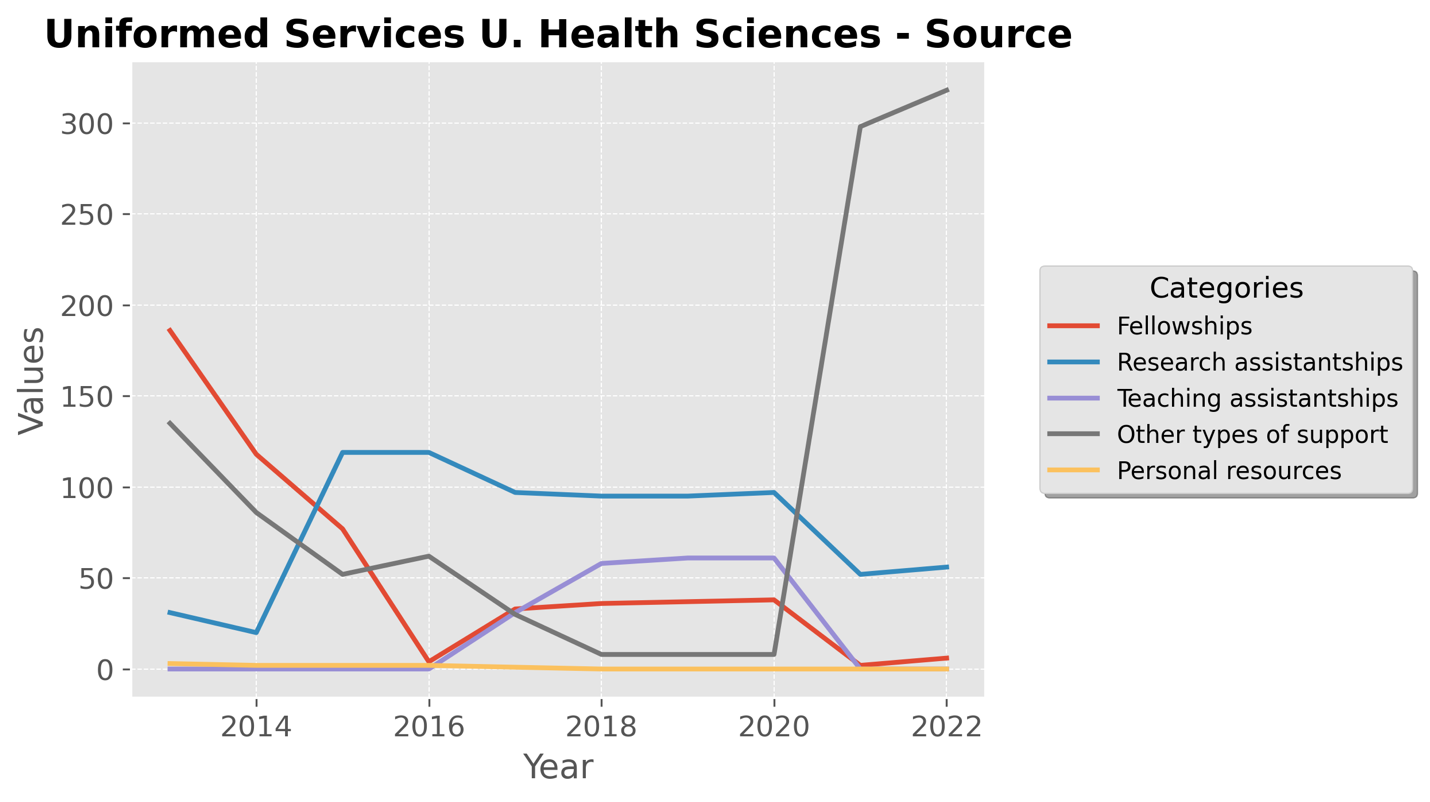 Uniformed Services U. Health Sciences - Source
300
250
200
150
100
50
0
Values
2014 2016 2018 2020 2022
Year
Categories
Fellowships
Research assistantships
Teaching assistantships
Other types of support
Personal resources